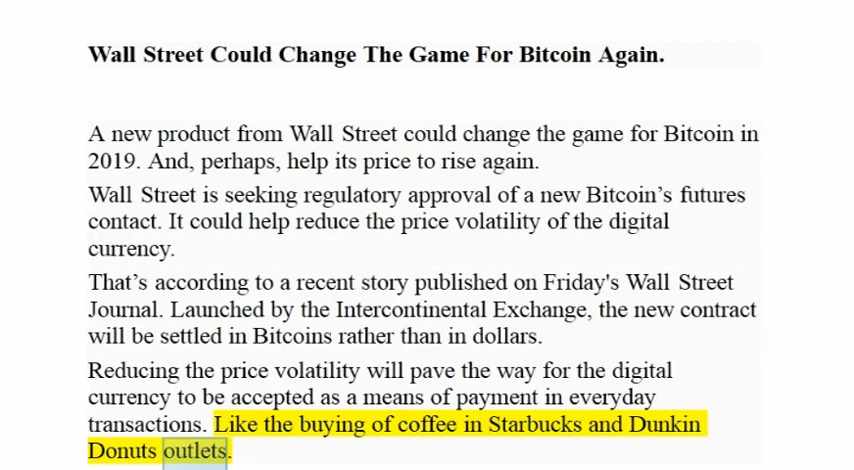 Wall Street Could Change The Game For Bitcoin Again.
A new product from Wall Street could change the game for Bitcoin in
2019. And, perhaps, help its price to rise again.
Wall Street is seeking regulatory approval of a new Bitcoin’s futures
contact. It could help reduce the price volatility of the digital
currency.
That’s according to a recent story published on Friday's Wall Street
Journal. Launched by the Intercontinental Exchange, the new contract
will be settled in Bitcoins rather than in dollars.
Reducing the price volatility will pave the way for the digital
currency to be accepted as a means of payment in everyday
transactions. Like the buying of coffee in Starbucks and Dunkin
Donuts outlets.